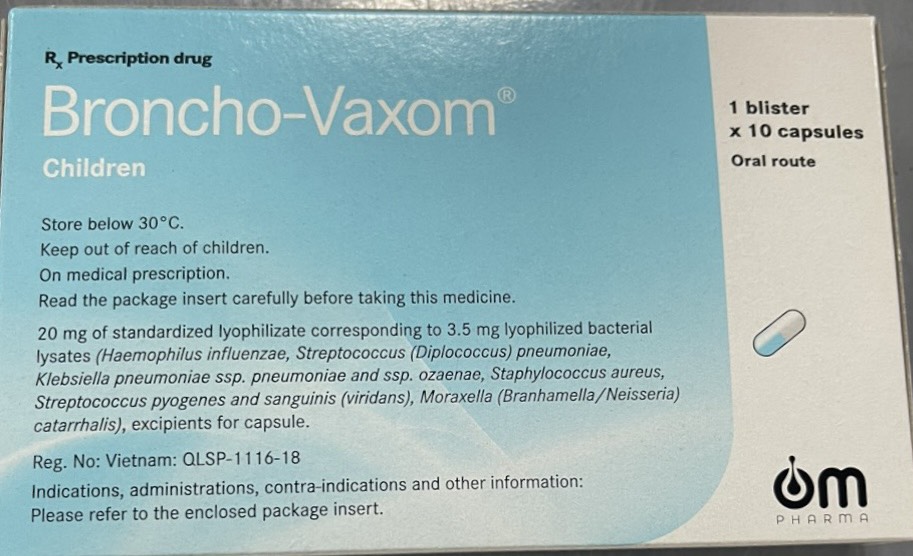 Rx Prescription drug
Broncho-Vaxom®
Children
Store below 30°C.
Keep out of reach of children.
On medical prescription.
Read the package insert carefully before taking this medicine.
20 mg of standardized lyophilizate corresponding to 3.5 mg lyophilized bacterial
lysates (Haemophilus influenzae, Streptococcus (Diplococcus) pneumoniae,
Klebsiella pneumoniae ssp. pneumoniae and ssp. ozaenae, Staphylococcus aureus,
Streptococcus pyogenes and sanguinis (viridans), Moraxella (Branhamella/Neisseria)
catarrhalis), excipients for capsule.
Reg. No: Vietnam: QLSP-1116-18
Indications, administrations, contra-indications and other information:
Please refer to the enclosed package insert.
1 blister
x 10 capsules
Oral route
om
PHARMA